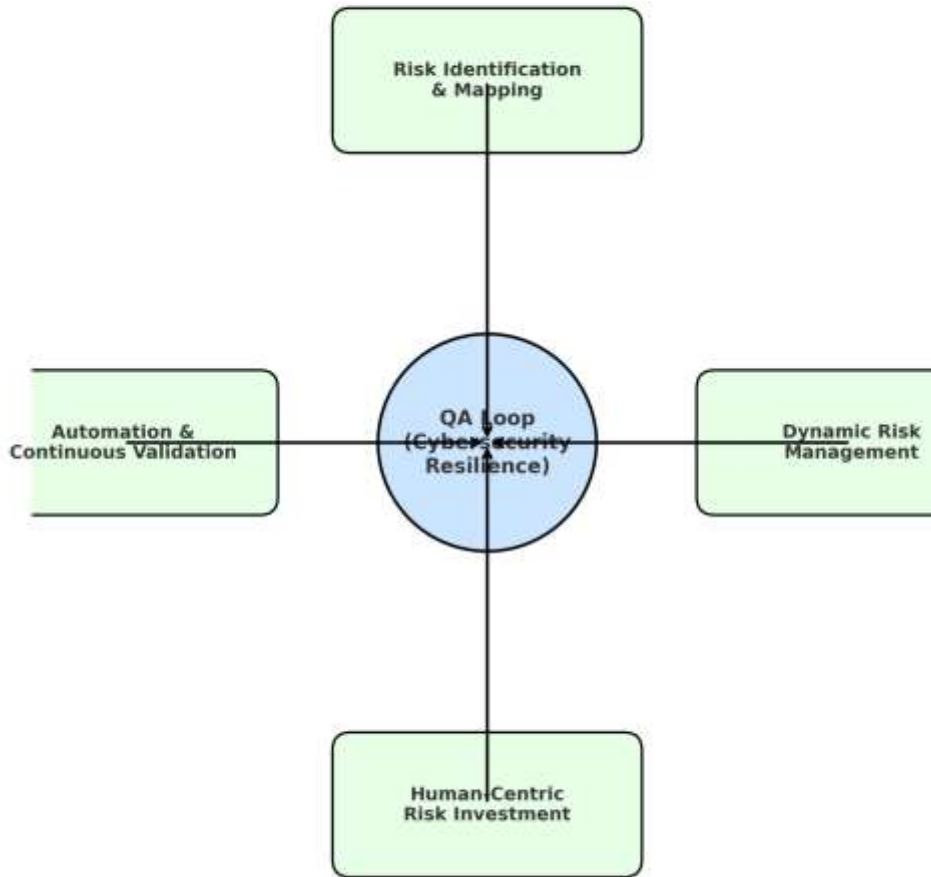 Risk Identification
& Mapping
Automation &
Continuous Validation
QA Loop
(Cybersecurity
Resilience)
Dynamic Risk
Management
Human-Centric
Risk Investment